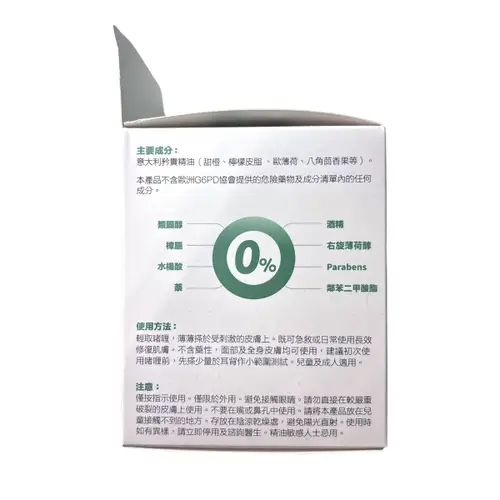 主要成分：
意大利矜貴精油（甜橙、檸檬皮脂 、歐薄荷、八角茴香果等）。
本產品不含歐洲G6PD協會提供的危險藥物及成分清單內的任何
成分。
類固醇 酒精
樟腦 右旋薄荷醇
0%
水楊酸 Parabens
藥 鄰苯二甲酸酯
使用方法：
輕取啫喱，薄薄搽於受刺激的皮膚上。既可急救或日常使用長效
修復肌膚。不含藥性，面部及全身皮膚均可使用，建議初次使
用啫喱前，先搽少量於耳背作小範圍測試。兒童及成人適用。
注意：
僅按指示使用。僅限於外用。避免接觸眼睛。請勿直接在較嚴重
破裂的皮膚上使用。不要在嘴或鼻孔中使用。請將本產品放在兒
童接觸不到的地方。存放在陰涼乾燥處，避免陽光直射。使用時
如有異樣，請立即停用及諮詢醫生。精油敏感人士忌用。